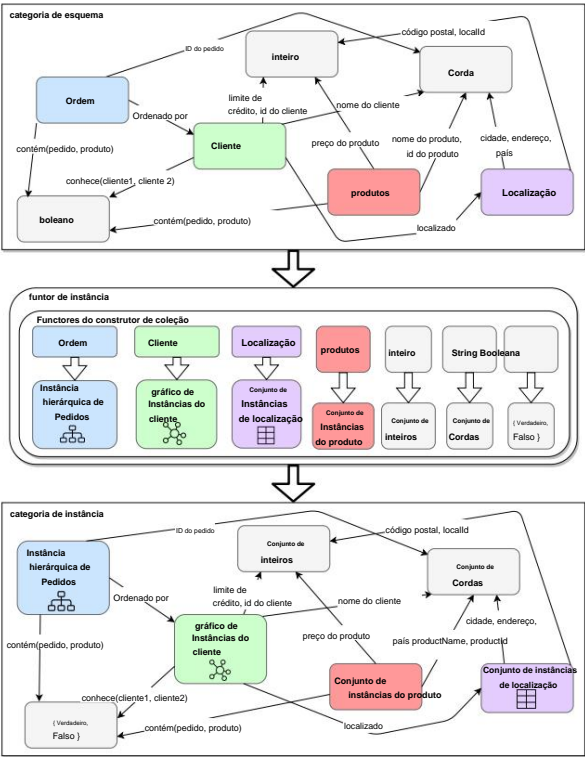 categoria de esquema
código postal, localId
ID do pedido
inteiro
Corda
Ordem
limite de
crédito, id do cliente
nome do cliente
Ordenado por
Cliente
preço do produto
nome do produto,
id do produto
cidade, endereço,
país
contém(pedido, produto)
conhece(cliente1, cliente 2)
produtos
Localização
boleano
contém(pedido, produto)
localizado
funtor de instância
Functores do construtor de coleção
Ordem
Cliente
Localização
produtos
inteiro
String Booleana
Instância
hierárquica de
Pedidos
gráfico de
Instâncias do
cliente
Conjunto de
Instâncias
de localização
Conjunto de
Instâncias
do produto
Conjunto de
inteiros
Conjunto de
Cordas
{ Verdadeiro,
Falso }
categoria de instância
ID do pedido
código postal, localId
Conjunto de
inteiros
Conjunto de
Cordas
Instância
hierárquica de
Pedidos
limite de
crédito, id do cliente
nome do cliente
Ordenado por
gráfico de
Instâncias do
cliente
preço do produto
cidade, endereço,
país productName, productId
contém(pedido, produto)
conhece(cliente1, cliente2)
Conjunto de
instâncias do produto
Conjunto de instâncias
de localização
{ Verdadeiro,
Falso }
contém(pedido, produto)
localizado